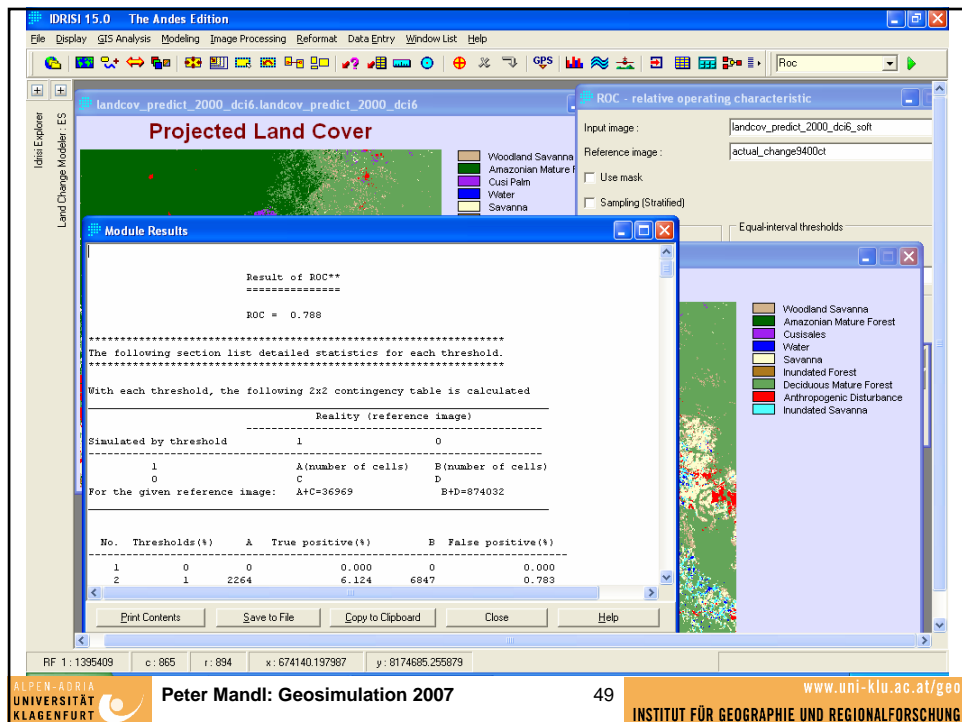 IDRISI 15.0 The Andes Edition
File Display GIS Analysis Modeling Image Processing Reformat Data Entry Window List Help
GPS
Roc
Idrisi Explorer
Land Change Modeler : ES
landcov_predict_2000_dci6.landcov_predict_2000_dci6
Projected Land Cover
Woodland Savanna
Amazonian Mature F
Cusi Palm
Water
Savanna
ROC - relative operating characteristic
Input image : landcov_predict_2000_dci6_soft
Reference image : actual_change9400ct
Use mask
Sampling (Stratified)
Equal-interval thresholds
Module Results
Result of ROC**
===============
ROC = 0.788
********************************************************************
The following section list detailed statistics for each threshold.
********************************************************************
With each threshold, the following 2x2 contingency table is calculated
Reality (reference image)
Simulated by threshold 1 0
1 A(number of cells) B(number of cells)
0 C D
For the given reference image: A+C=36969 B+D=874032
No. Thresholds(%) A True positive(%) B False positive(%)
1 0 0 0.000 0 0.000
2 1 2264 6.124 6847 0.783
Print Contents Save to File Copy to Clipboard Close Help
Woodland Savanna
Amazonian Mature Forest
Cusisales
Water
Savanna
Inundated Forest
Deciduous Mature Forest
Anthropogenic Disturbance
Inundated Savanna
RF 1 : 1395409 c : 865 r : 894 x : 674140.197987 y : 8174685.255879
ALPEN-ADRIA
UNIVERSITÄT
KLAGENFURT
Peter Mandl: Geosimulation 2007
49
www.uni-klu.ac.at/geo
INSTITUT FÜR GEOGRAPHIE UND REGIONALFORSCHUNG